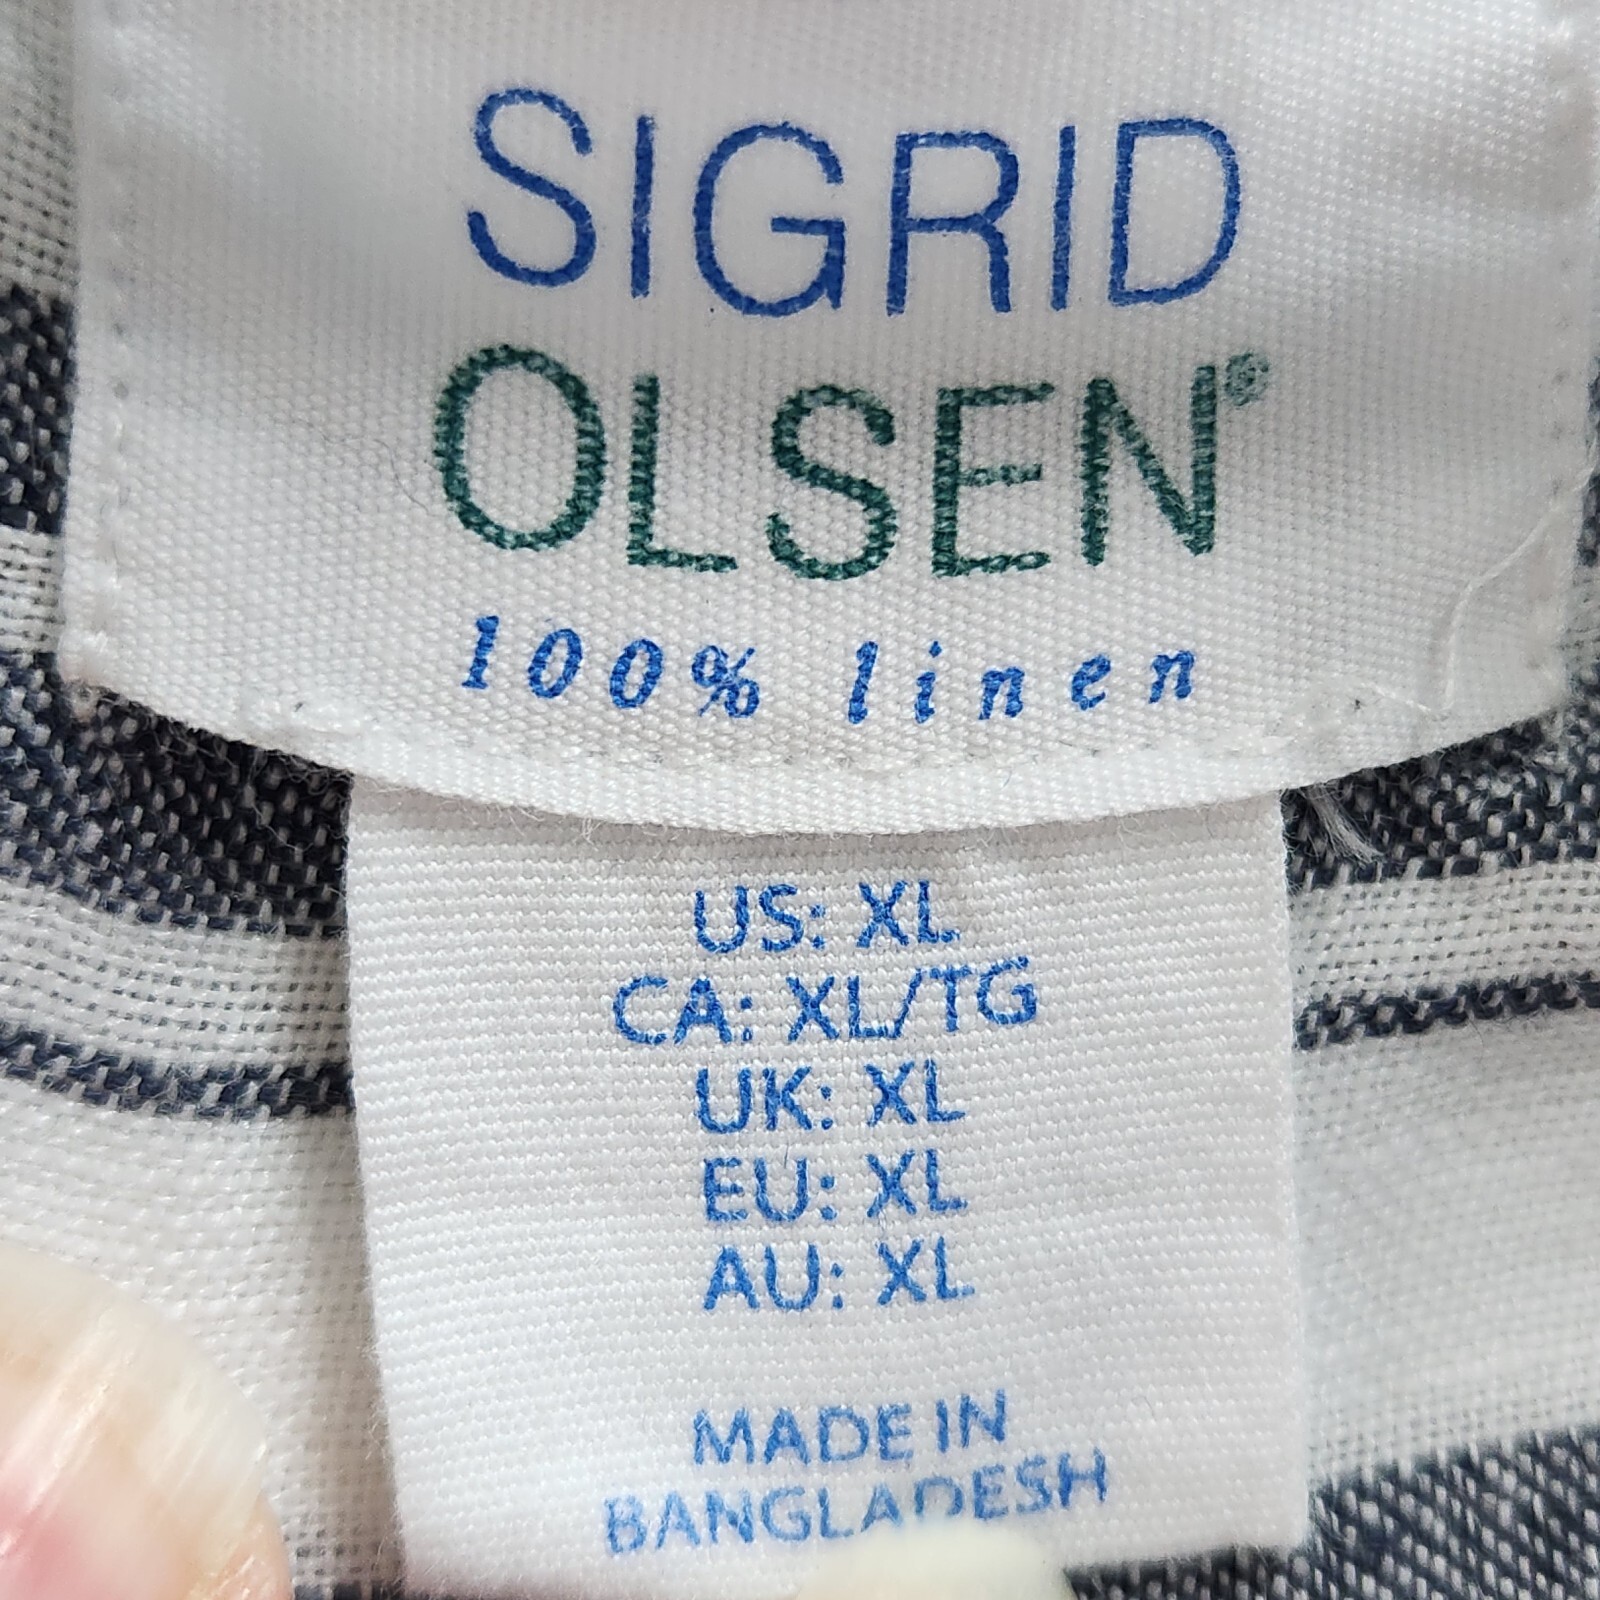 SIGRID
OLSEN®
100% linen
US: XL
CA: XL/TG
UK: XL
EU: XL
AU: XL
MADE IN
BANGLADESH